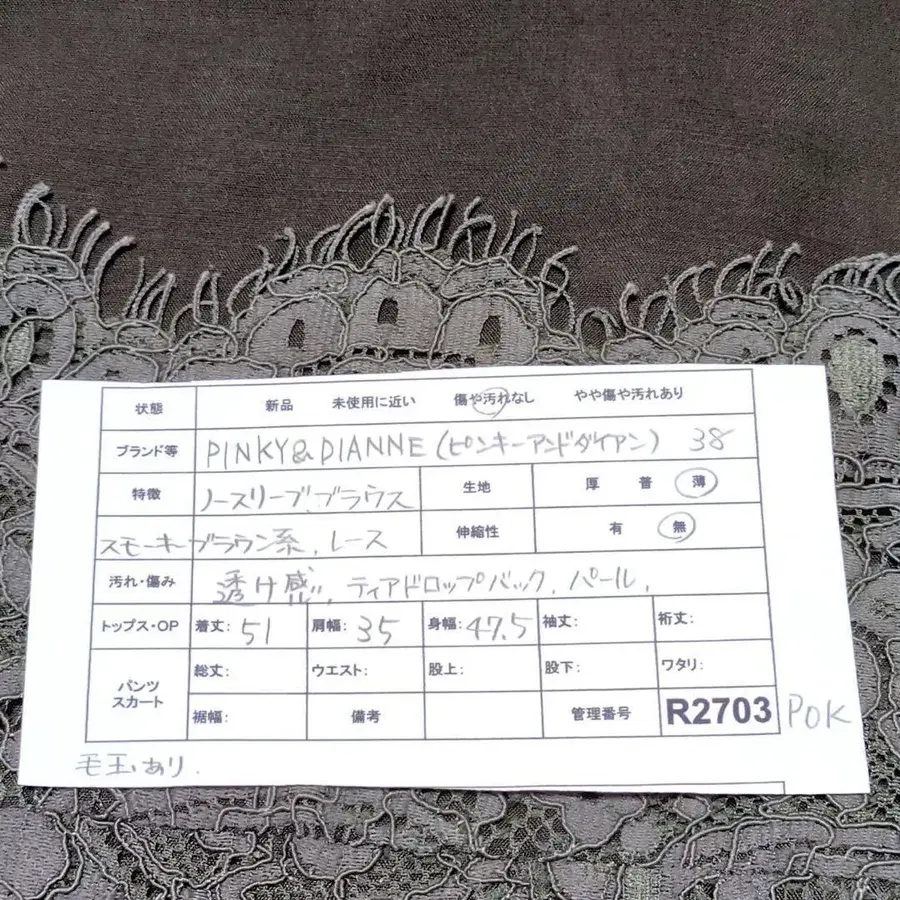 状態 新品 未使用に近い 傷や汚れなし やや傷や汚れあり
ブランド等 PINKY&DIANNE(ピンキーアンドダイアン) 38
特徴 ノースリーブブラウス 生地 厚 普 薄
スモーキーブラウン系,レース 伸縮性 有 無
汚れ・傷み 透け感,ティアドロップバック,パール,
トップス・OP 着丈:51 肩幅:35 身幅:47.5 袖丈: 裄丈:
パンツ 総丈: ウエスト: 股上: 股下: ワタリ:
スカート
裾幅: 備考 管理番号 R2703 POK
毛玉あり.